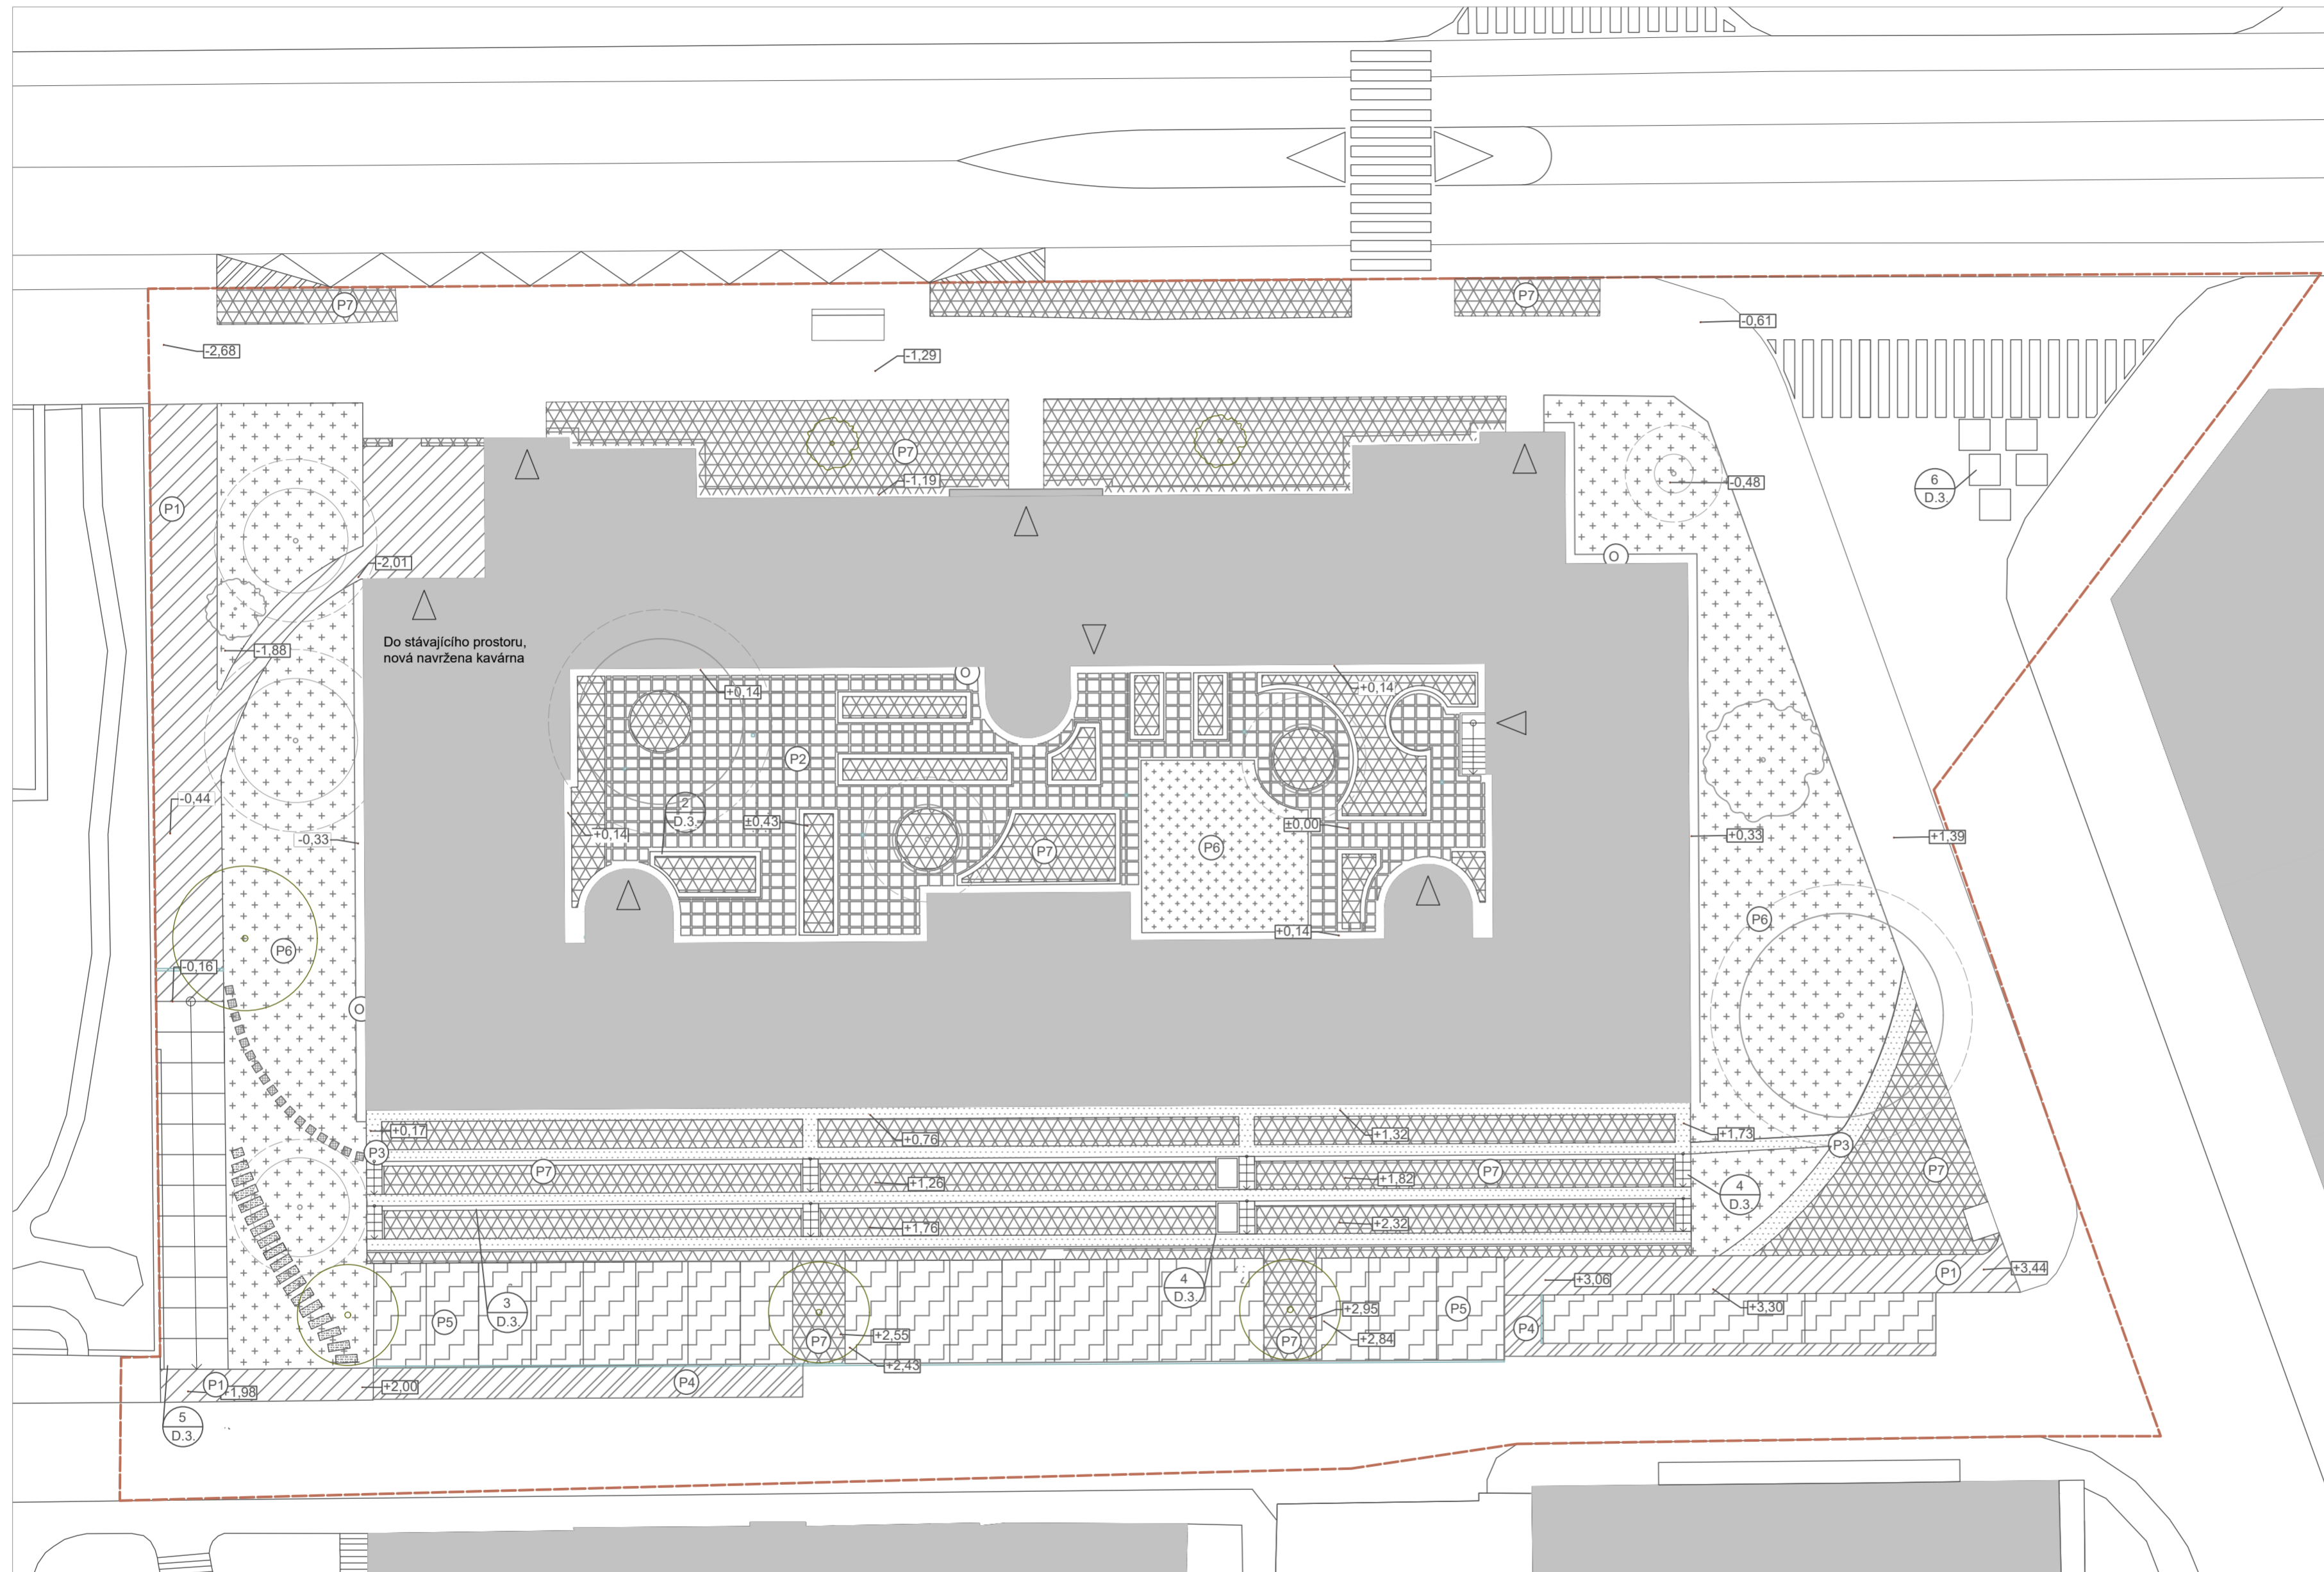 P7
P7
-0,61
-2,68
-1,29
P7
-1,19
-0,48
6
D.3.
P1
O
-2,01
Do stávajícího prostoru,
nová navržena kavárna
-1,88
O
+0,14
+0,14
P2
-0,44
2
D.3.
±0,43
±0,00
+0,14
-0,33
+0,33
+1,39
P7
P6
P6
+0,14
P6
-0,16
O
+0,17
+0,76
+1,32
+1,73
P3
P3
P7
P7
P7
+1,26
+1,82
4
D.3.
+1,76
+2,32
+3,44
P1
+3,06
4
D.3.
3
D.3.
+2,95
P5
+3,30
P5
P4
+2,55
P7
P7
+2,84
+2,43
P4
P1
+1,98
+2,00
5
D.3.